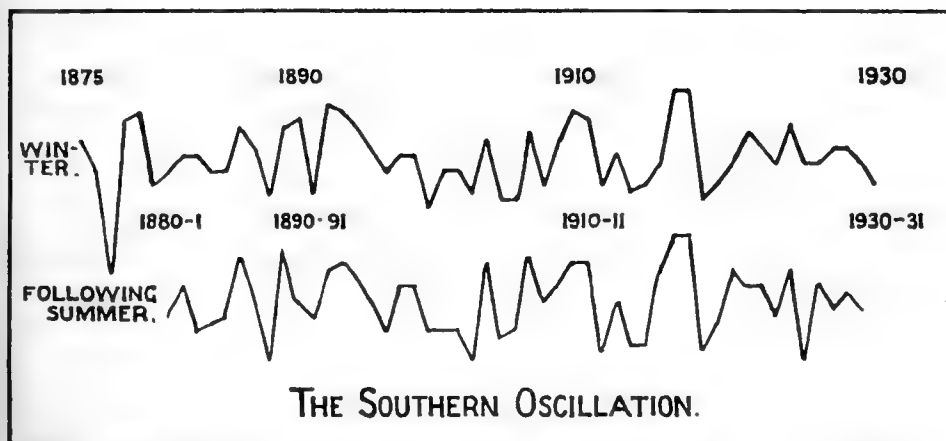 1875 1890 1910 1930
WIN-
TER.
1880-1 1890-91 1910-11 1930-31
FOLLOWING
SUMMER.
THE SOUTHERN OSCILLATION.